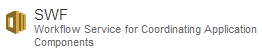 SWF
Workflow Service for Coordinating Application
Components